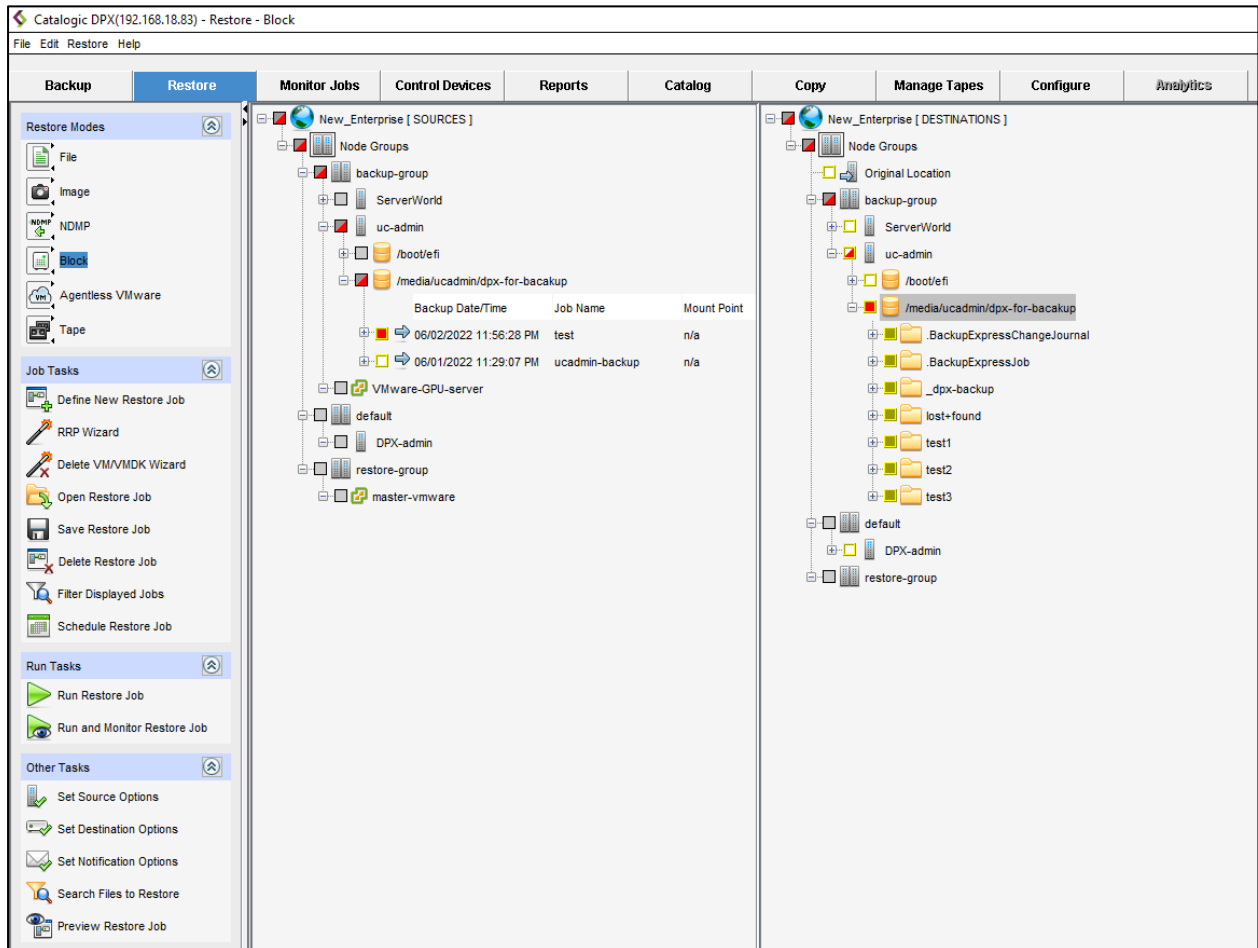 Catalogic DPX(192.168.18.83) - Restore - Block
File Edit Restore Help
Backup Restore Monitor Jobs Control Devices Reports Catalog Copy Manage Tapes Configure Analytics
Restore Modes
File
Image
NDMP
NDMP
Block
VM
Agentless VMware
Tape
Job Tasks
Define New Restore Job
RRP Wizard
Delete VM/VMDK Wizard
Open Restore Job
Save Restore Job
Delete Restore Job
Filter Displayed Jobs
Schedule Restore Job
Run Tasks
Run Restore Job
Run and Monitor Restore Job
Other Tasks
Set Source Options
Set Destination Options
Set Notification Options
Search Files to Restore
Preview Restore Job
New_Enterprise [ SOURCES ]
Node Groups
backup-group
ServerWorld
uc-admin
/boot/efi
/media/ucadmin/dpx-for-bacakup
Backup Date/Time Job Name Mount Point
06/02/2022 11:56:28 PM test n/a
06/01/2022 11:29:07 PM ucadmin-backup n/a
VMware-GPU-server
default
DPX-admin
restore-group
master-vmware
New_Enterprise [ DESTINATIONS ]
Node Groups
Original Location
backup-group
ServerWorld
uc-admin
/boot/efi
/media/ucadmin/dpx-for-bacakup
.BackupExpressChangeJournal
.BackupExpressJob
_dpx-backup
lost+found
test1
test2
test3
default
DPX-admin
restore-group